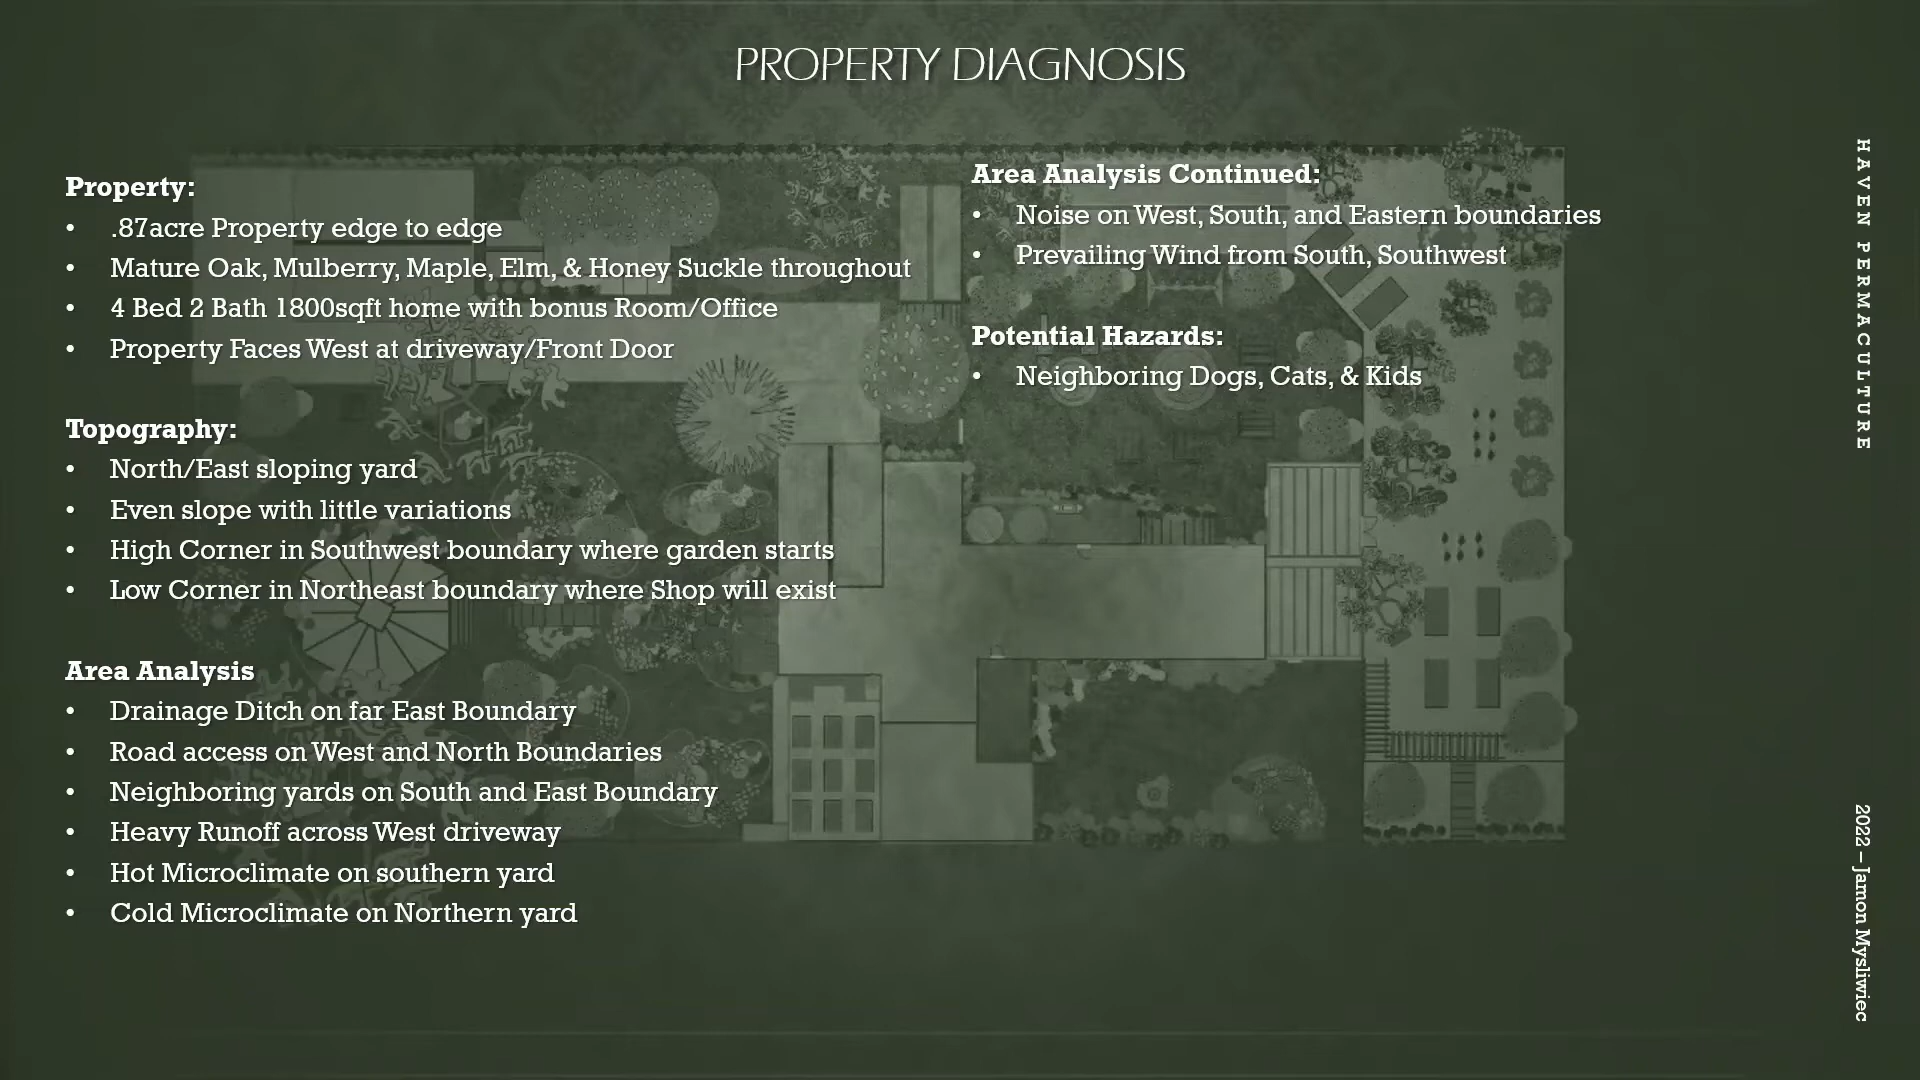 PROPERTY DIAGNOSIS
Property:
• .87acre Property edge to edge
• Mature Oak, Mulberry, Maple, Elm, & Honey Suckle throughout
• 4 Bed 2 Bath 1800sqft home with bonus Room/Office
• Property Faces West at driveway/Front Door
Topography:
• North/East sloping yard
• Even slope with little variations
• High Corner in Southwest boundary where garden starts
• Low Corner in Northeast boundary where Shop will exist
Area Analysis
• Drainage Ditch on far East Boundary
• Road access on West and North Boundaries
• Neighboring yards on South and East Boundary
• Heavy Runoff across West driveway
• Hot Microclimate on southern yard
• Cold Microclimate on Northern yard
Area Analysis Continued:
• Noise on West, South, and Eastern boundaries
• Prevailing Wind from South, Southwest
Potential Hazards:
• Neighboring Dogs, Cats, & Kids
HAVEN PERMACULTURE
2022 – Jamon Mysliwiec